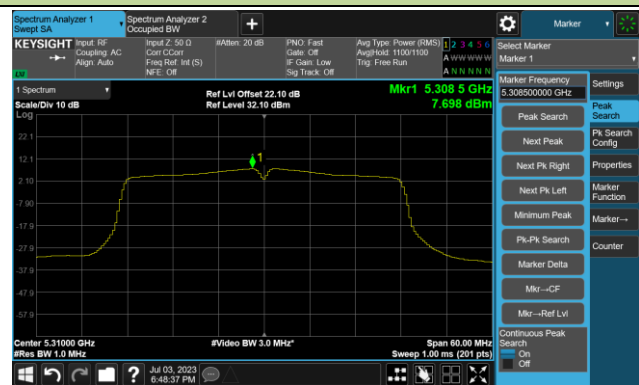 Spectrum Analyzer 1
Swept SA
Spectrum Analyzer 2
Occupied BW
+
Marker
KEYSIGHT
Input: RF
Coupling: AC
Align: Auto
Input Z: 50 Ω
Corr CCorr
Freq Ref: Int (S)
NFE: Off
#Atten: 20 dB
PNO: Fast
Gate: Off
IF Gain: Low
Sig Track: Off
Avg Type: Power (RMS)
Avg|Hold: 1100/1100
Trig: Free Run
1 2 3 4 5 6
A W W W W W
A N N N N N
Select Marker
Marker 1
LXI
1 Spectrum
Scale/Div 10 dB
Log
Ref Lvl Offset 22.10 dB
Ref Level 32.10 dBm
Mkr1 5.308 5 GHz
7.698 dBm
22.1
12.1
2.10
-7.90
-17.9
-27.9
-37.9
-47.9
-57.9
1
Center 5.31000 GHz
#Res BW 1.0 MHz
#Video BW 3.0 MHz*
Span 60.00 MHz
Sweep 1.00 ms (201 pts)
Marker Frequency
5.308500000 GHz
Peak Search
Next Peak
Next Pk Right
Next Pk Left
Minimum Peak
Pk-Pk Search
Marker Delta
Mkr→CF
Mkr→Ref Lvl
Continuous Peak
Search
On
Off
Settings
Peak
Search
Pk Search
Config
Properties
Marker
Function
Marker→
Counter
?
Jul 03, 2023
6:48:37 PM